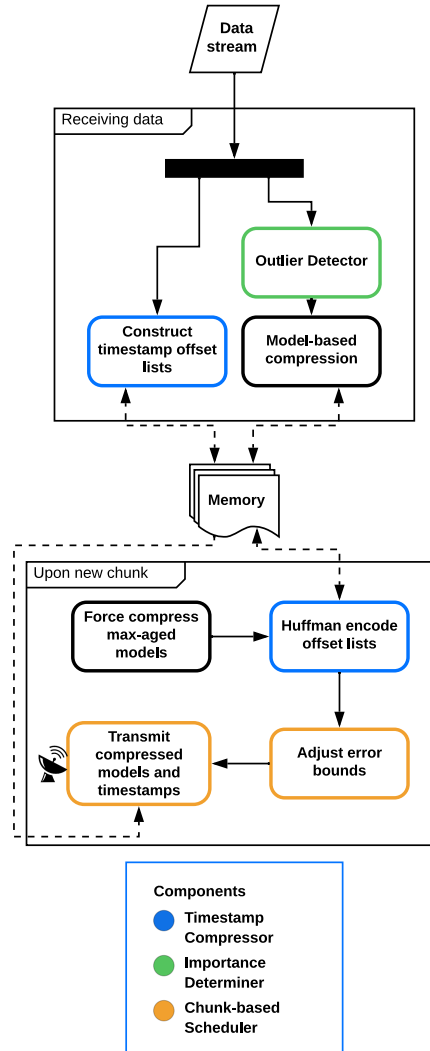 Data
stream
Receiving data
Outlier Detector
Construct
timestamp offset
lists
Model-based
compression
Memory
Upon new chunk
Force compress
max-aged
models
Huffman encode
offset lists
Transmit
compressed
models and
timestamps
Adjust error
bounds
Components
Timestamp
Compressor
Importance
Determiner
Chunk-based
Scheduler